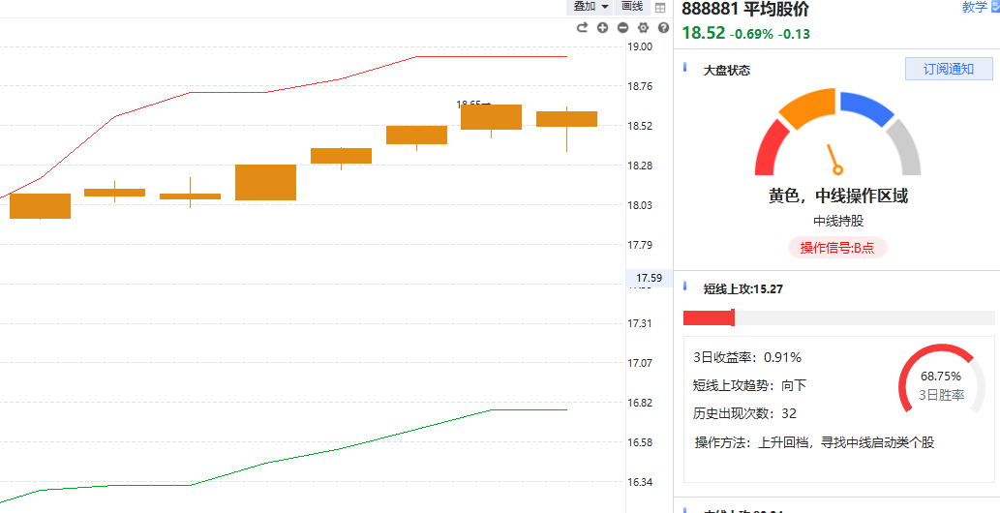 叠加 画线
18.65
19.00
18.76
18.52
18.28
18.03
17.79
17.59
17.31
17.07
16.82
16.58
16.34
888881 平均股价 教学
18.52 -0.69% -0.13
大盘状态 订阅通知
黄色，中线操作区域
中线持股
操作信号:B点
短线上攻:15.27
3日收益率：0.91%
短线上攻趋势：向下
历史出现次数：32
操作方法：上升回档，寻找中线启动类个股
68.75%
3日胜率